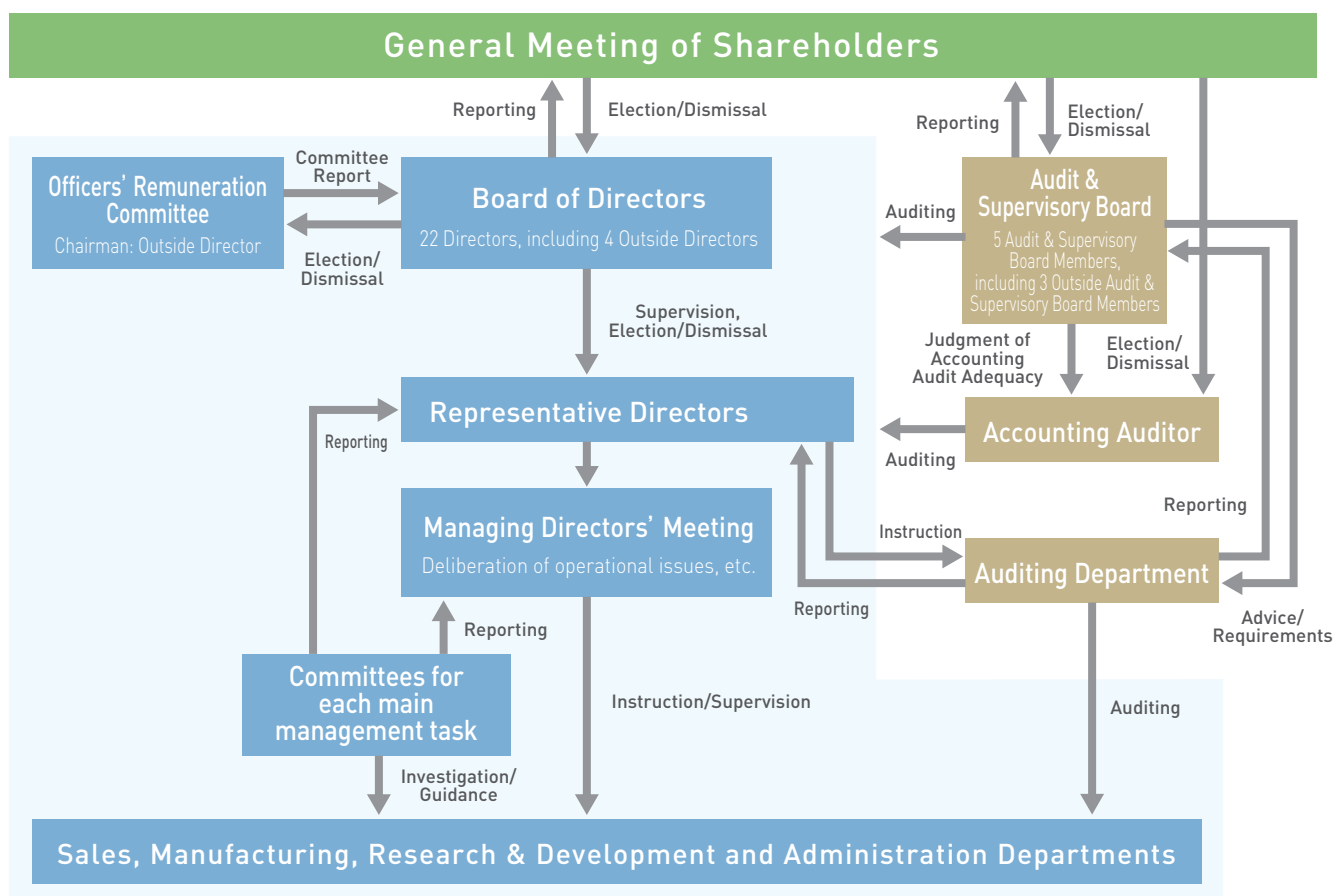 General Meeting of Shareholders
Reporting
Election/Dismissal
Reporting
Election/
Dismissal
Officers' Remuneration
Committee
Chairman: Outside Director
Committee
Report
Election/
Dismissal
Board of Directors
22 Directors, including 4 Outside Directors
Auditing
Audit &
Supervisory Board
5 Audit & Supervisory
Board Members,
including 3 Outside Audit &
Supervisory Board Members
Supervision,
Election/Dismissal
Judgment of
Accounting
Audit Adequacy
Election/
Dismissal
Representative Directors
Reporting
Accounting Auditor
Auditing
Managing Directors' Meeting
Deliberation of operational issues, etc.
Instruction
Reporting
Auditing Department
Reporting
Advice/
Requirements
Reporting
Committees for
each main
management task
Instruction/Supervision
Auditing
Investigation/
Guidance
Sales, Manufacturing, Research & Development and Administration Departments